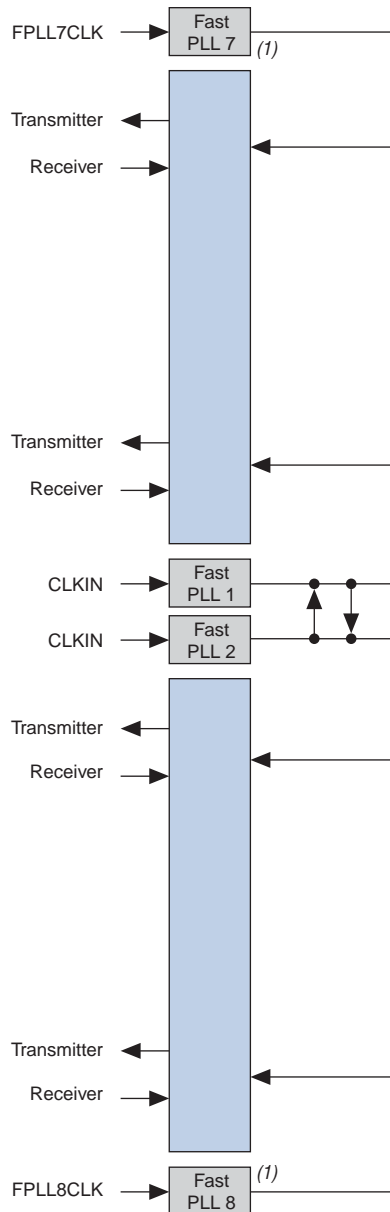 FPLL7CLK
Fast
PLL 7
(1)
Transmitter
Receiver
Transmitter
Receiver
CLKIN
Fast
PLL 1
CLKIN
Fast
PLL 2
Transmitter
Receiver
Transmitter
Receiver
FPLL8CLK
Fast
PLL 8
(1)